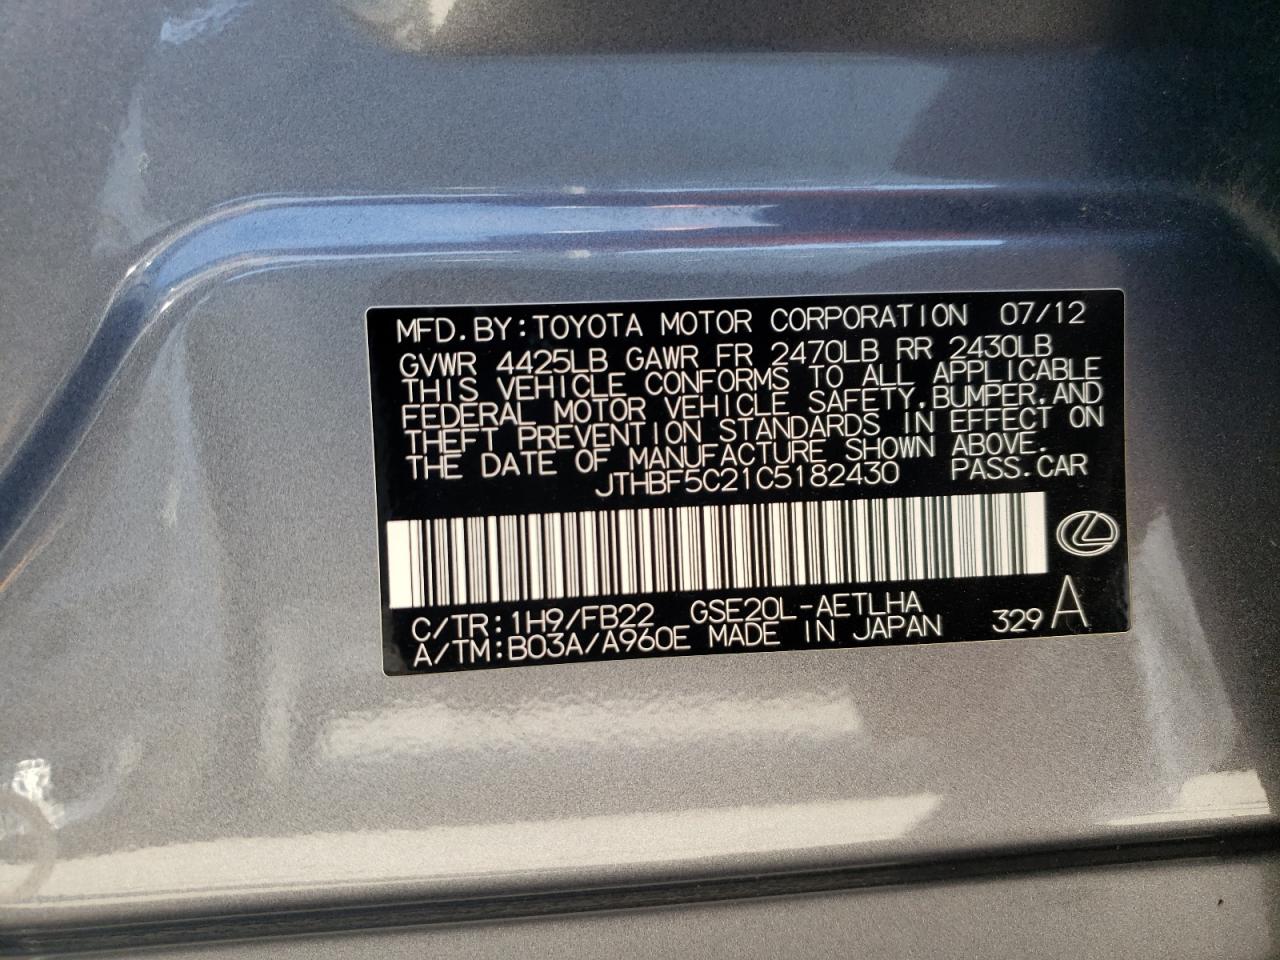 MFD.BY:TOYOTA MOTOR CORPORATION 07/12
GVWR 4425LB GAWR FR 2470LB RR 2430LB
THIS VEHICLE CONFORMS TO ALL APPLICABLE
FEDERAL MOTOR VEHICLE SAFETY,BUMPER,AND
THEFT PREVENTION STANDARDS IN EFFECT ON
THE DATE OF MANUFACTURE SHOWN ABOVE.
JTHBF5C21C5182430 PASS.CAR
C/TR:1H9/FB22 GSE20L-AETLHA
A/TM:B03A/A960E MADE IN JAPAN 329 A